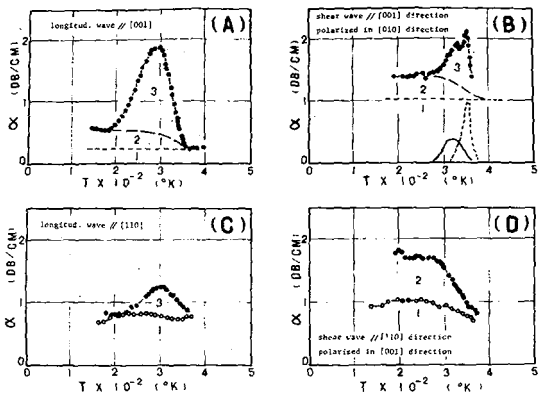 longitud. wave // [001]
(A)
α (DB/CM)
2
1
0
3
2
0 1 2 3 4 5
T X 10⁻² (°K)
shear wave // [001] direction
polarized in [010] direction
(B)
α (DB/CM)
2
1
0
3
2
1
0 1 2 3 4 5
T X 10⁻² (°K)
longitud. wave // [110]
(C)
α (DB/CM)
2
1
0
3
0 1 2 3 4 5
T X 10⁻² (°K)
(D)
α (DB/CM)
2
1
0
2
1
shear wave // [110] direction
polarized in [001] direction
0 1 2 3 4 5
T X 10⁻² (°K)